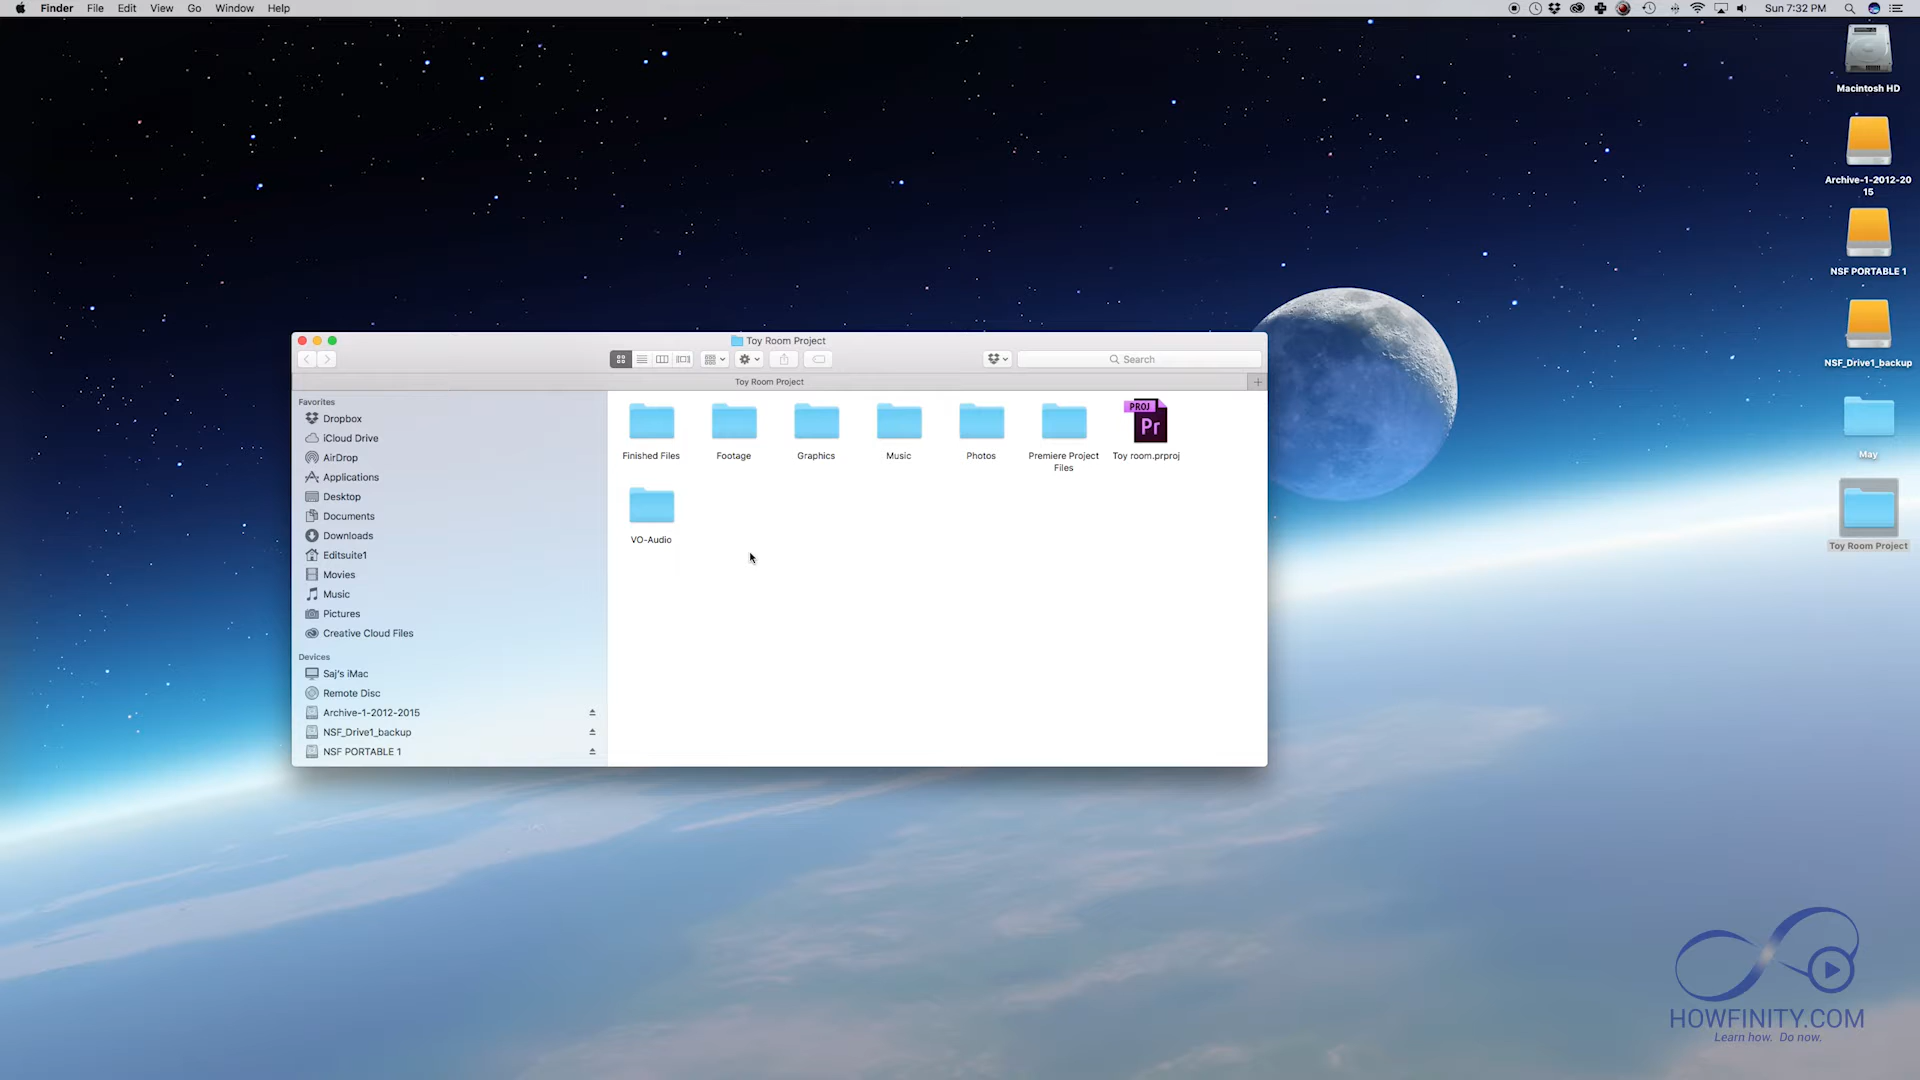 Finder File Edit View Go Window Help
Sun 7:32 PM
Macintosh HD
Archive-1-2012-20
15
NSF PORTABLE 1
NSF_Drive1_backup
May
Toy Room Project
Toy Room Project
Search
Toy Room Project
Favorites
Dropbox
iCloud Drive
AirDrop
Applications
Desktop
Documents
Downloads
Editsuite1
Movies
Music
Pictures
Creative Cloud Files
Devices
Saj's iMac
Remote Disc
Archive-1-2012-2015
NSF_Drive1_backup
NSF PORTABLE 1
PROJ
Pr
Finished Files
Footage
Graphics
Music
Photos
Premiere Project
Files
Toy room.prproj
VO-Audio
HOWFINITY.COM
Learn how. Do now.